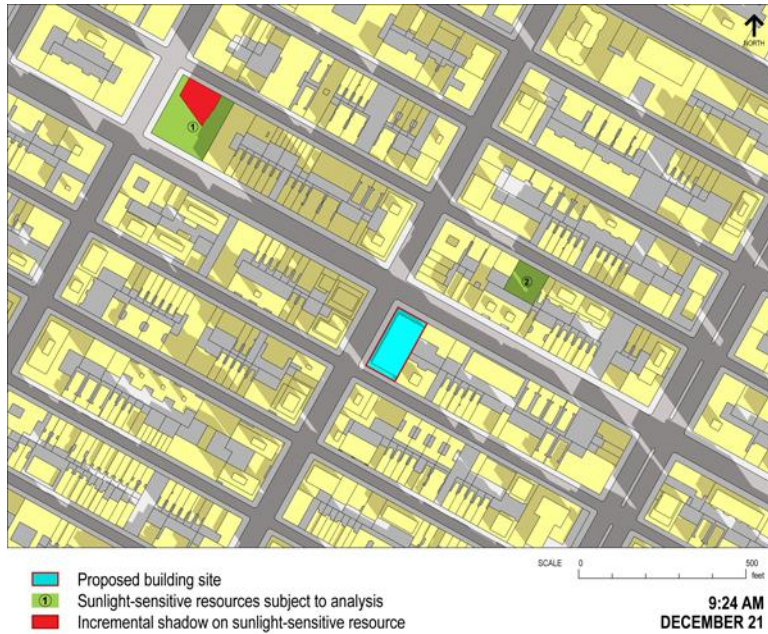 NORTH
①
②
SCALE 0 500
feet
Proposed building site
① Sunlight-sensitive resources subject to analysis
Incremental shadow on sunlight-sensitive resource
9:24 AM
DECEMBER 21